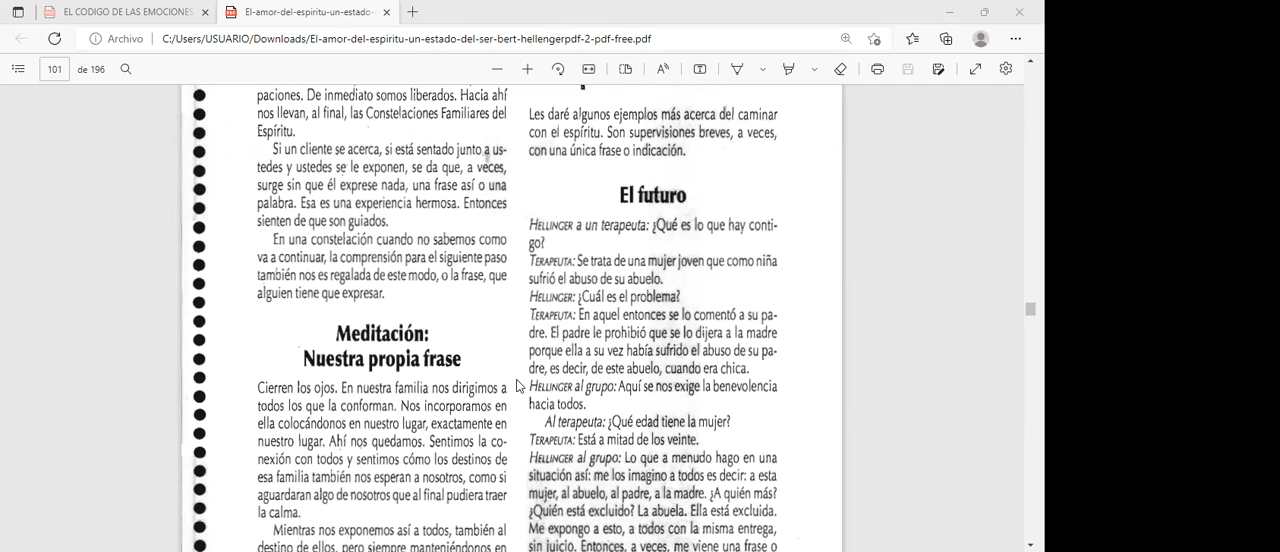 EL CODIGO DE LAS EMOCIONES
El-amor-del-espiritu-un-estado-
Archivo
C:/Users/USUARIO/Downloads/El-amor-del-espiritu-un-estado-del-ser-bert-hellengerpdf-2-pdf-free.pdf
101 de 196
paciones. De inmediato somos liberados. Hacia ahí
nos llevan, al final, las Constelaciones Familiares del
Espíritu.
Si un cliente se acerca, si está sentado junto a us-
tedes y ustedes se le exponen, se da que, a veces,
surge sin que él exprese nada, una frase así o una
palabra. Esa es una experiencia hermosa. Entonces
sienten de que son guiados.
En una constelación cuando no sabemos como
va a continuar, la comprensión para el siguiente paso
también nos es regalada de este modo, o la frase, que
alguien tiene que expresar.
Meditación:
Nuestra propia frase
Cierren los ojos. En nuestra familia nos dirigimos a
todos los que la conforman. Nos incorporamos en
ella colocándonos en nuestro lugar, exactamente en
nuestro lugar. Ahí nos quedamos. Sentimos la co-
nexión con todos y sentimos cómo los destinos de
esa familia también nos esperan a nosotros, como si
aguardaran algo de nosotros que al final pudiera traer
la calma.
Mientras nos exponemos así a todos, también al
destino de ellos, pero siempre manteniéndonos en
Les daré algunos ejemplos más acerca del caminar
con el espíritu. Son supervisiones breves, a veces,
con una única frase o indicación.
El futuro
HELLINGER a un terapeuta: ¿Qué es lo que hay conti-
go?
TERAPEUTA: Se trata de una mujer joven que como niña
sufrió el abuso de su abuelo.
HELLINGER: ¿Cuál es el problema?
TERAPEUTA: En aquel entonces se lo comentó a su pa-
dre. El padre le prohibió que se lo dijera a la madre
porque ella a su vez había sufrido el abuso de su pa-
dre, es decir, de este abuelo, cuando era chica.
HELLINGER al grupo: Aquí se nos exige la benevolencia
hacia todos.
Al terapeuta: ¿Qué edad tiene la mujer?
TERAPEUTA: Está a mitad de los veinte.
HELLINGER al grupo: Lo que a menudo hago en una
situación así: me los imagino a todos es decir: a esta
mujer, al abuelo, al padre, a la madre. ¿A quién más?
¿Quién está excluido? La abuela. Ella está excluida.
Me expongo a esto, a todos con la misma entrega,
sin juicio. Entonces, a veces, me viene una frase o